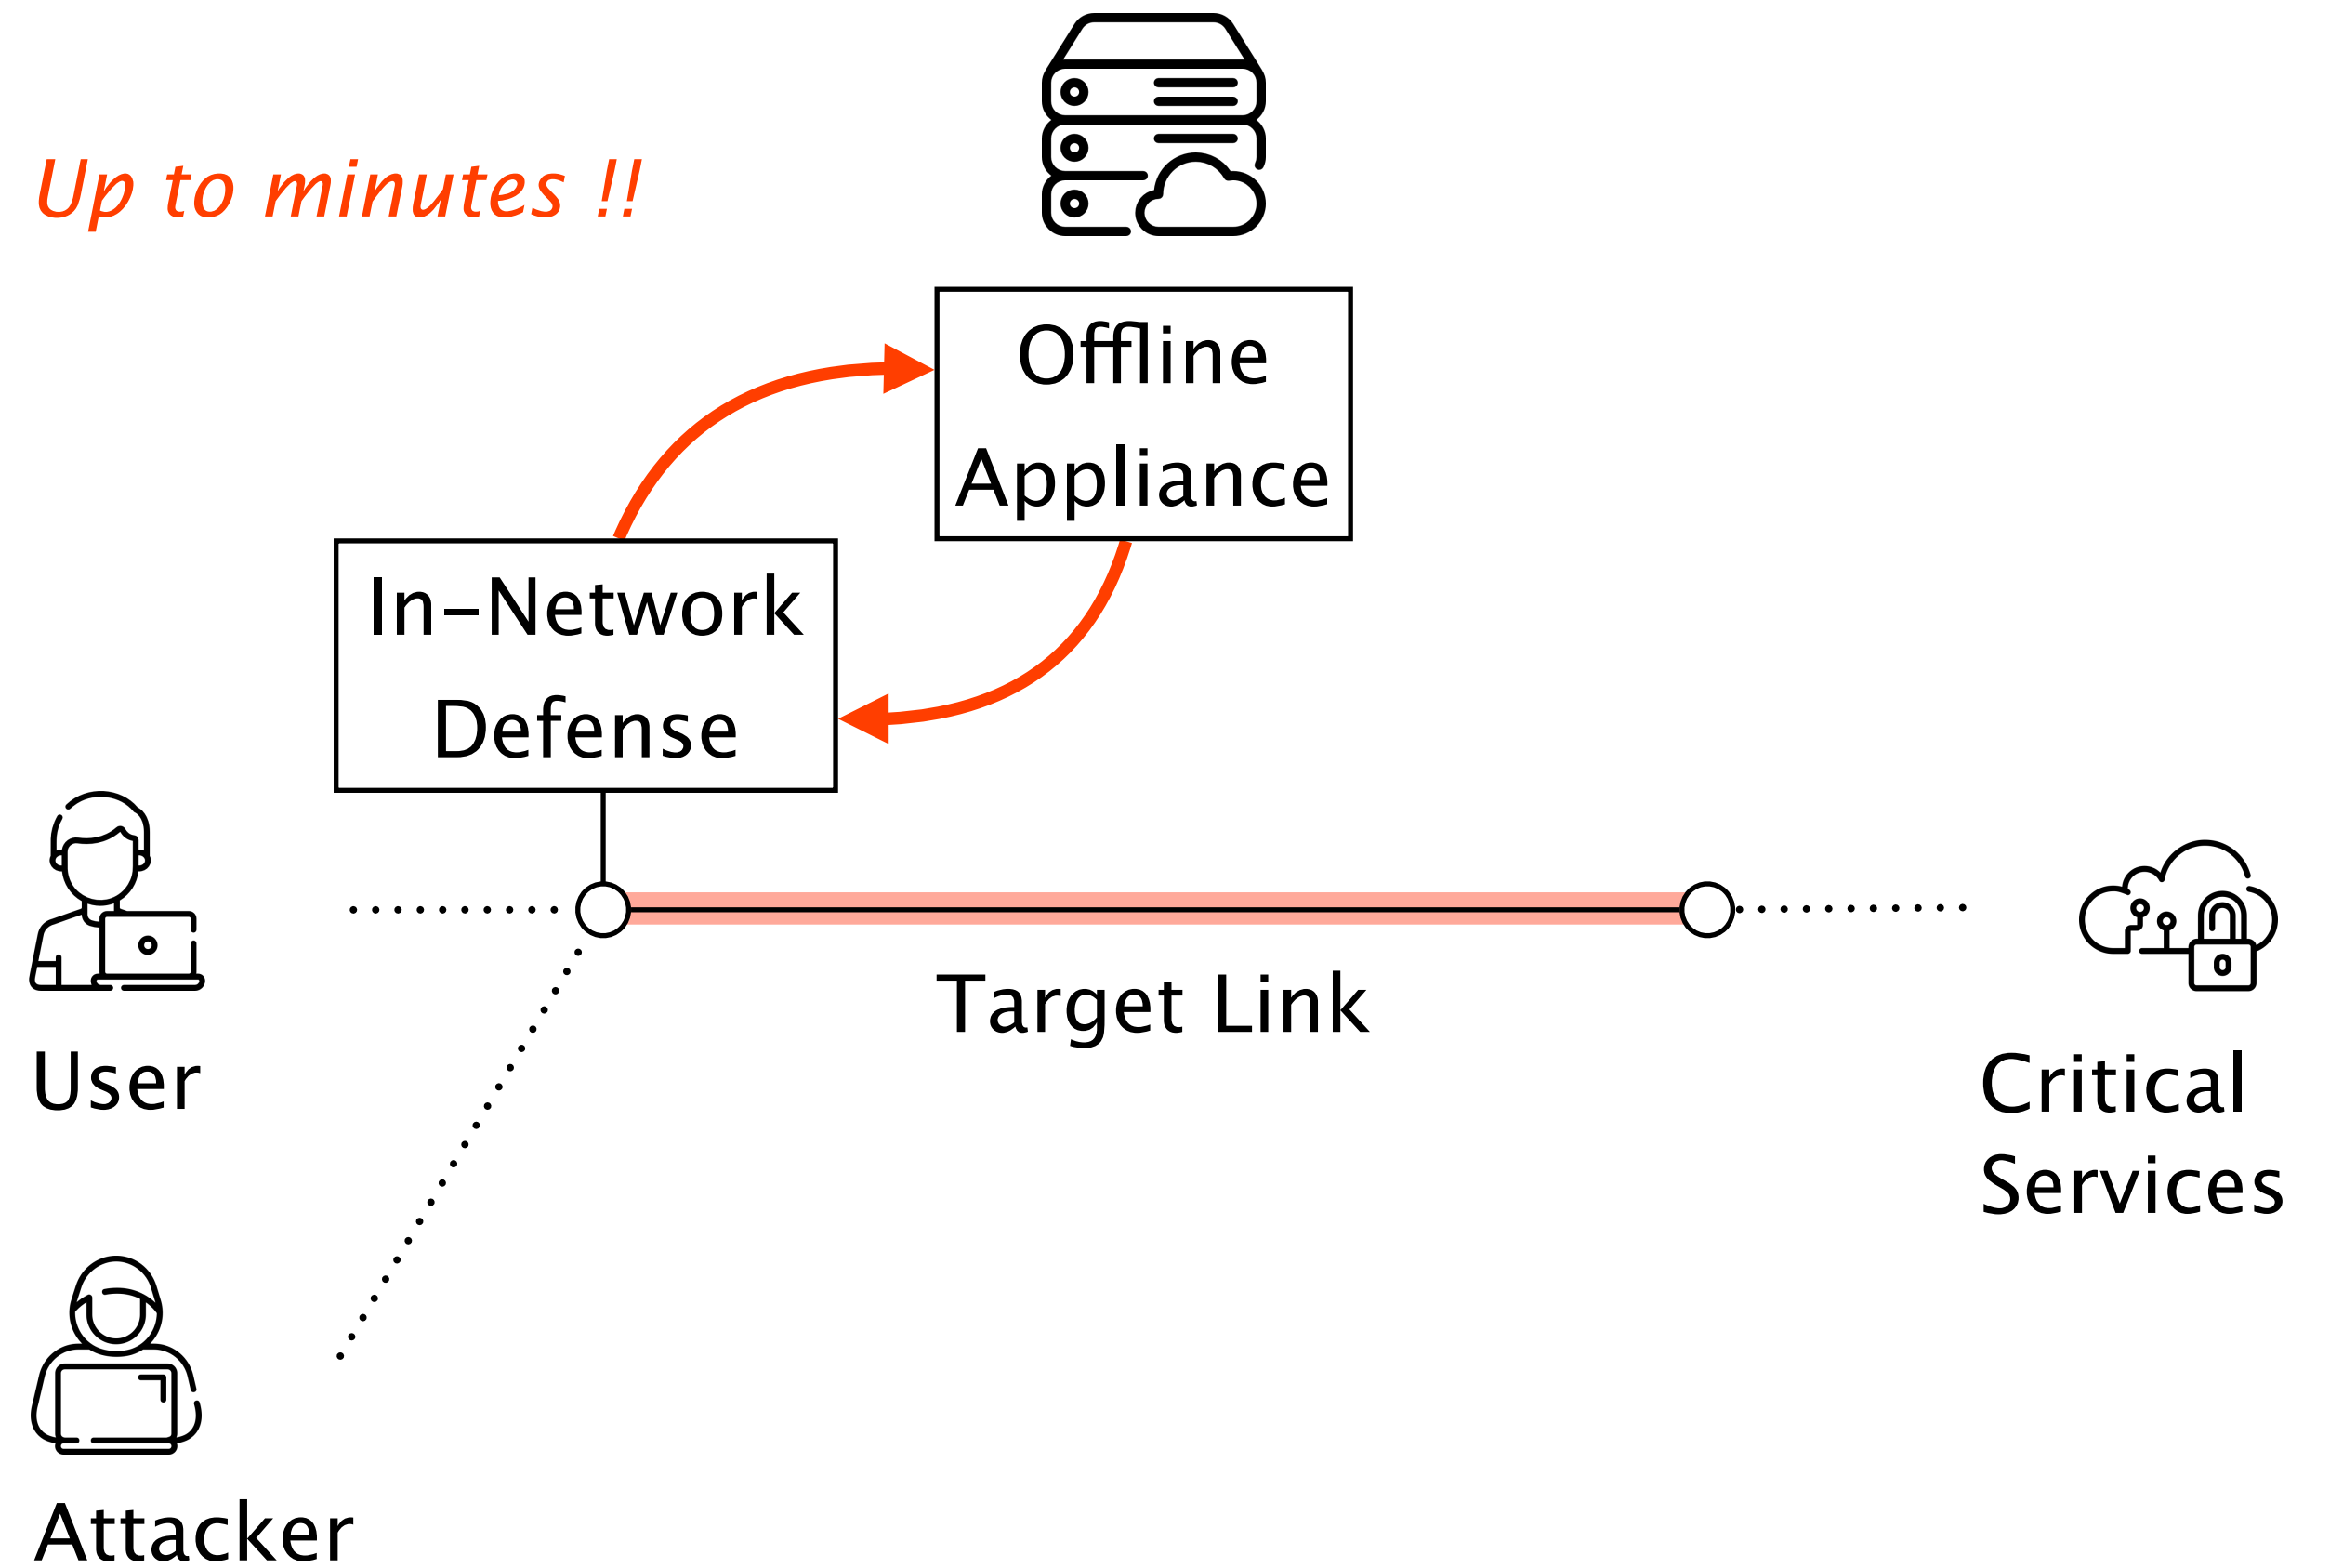 Up to minutes !!
Offline
Appliance
In-Network
Defense
User
Target Link
Critical
Services
Attacker